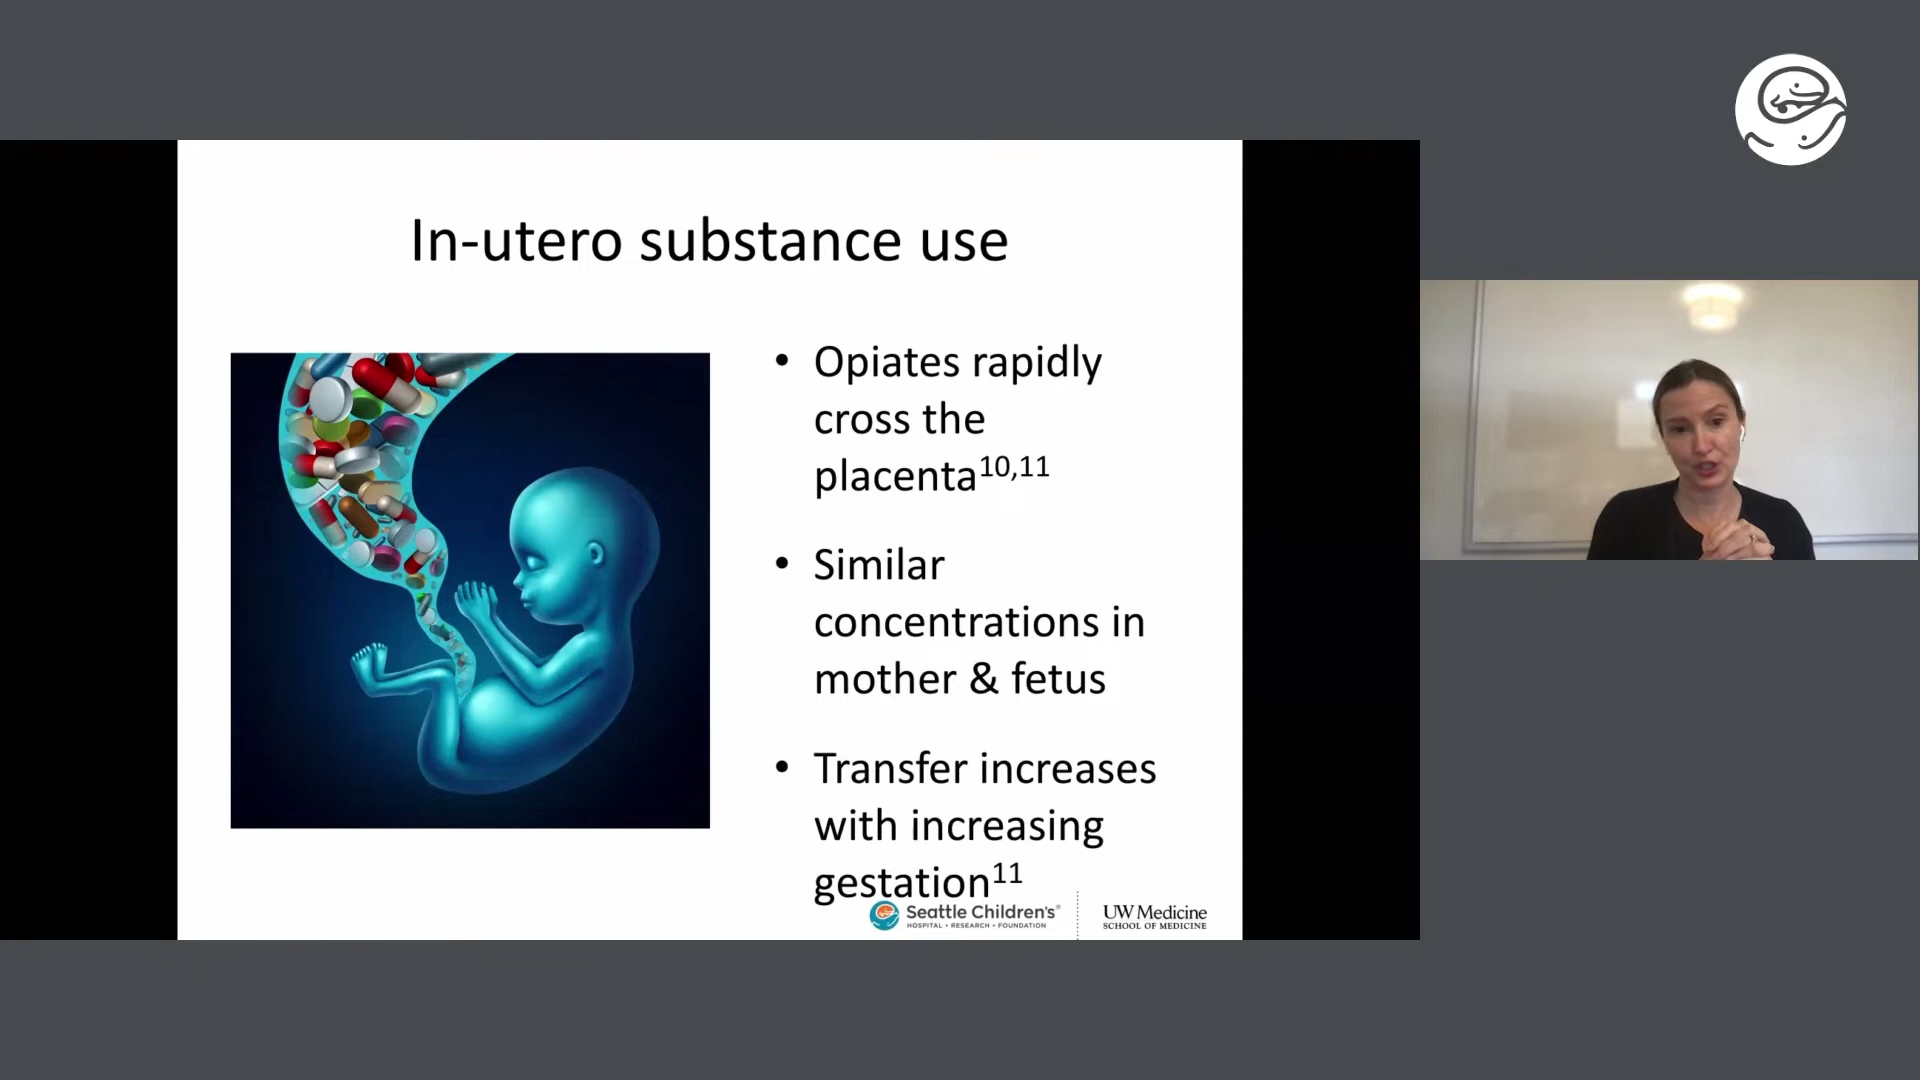 In-utero substance use
• Opiates rapidly
cross the
placenta10,11
• Similar
concentrations in
mother & fetus
• Transfer increases
with increasing
gestation11
Seattle Children's®
HOSPITAL • RESEARCH • FOUNDATION
UW Medicine
SCHOOL OF MEDICINE